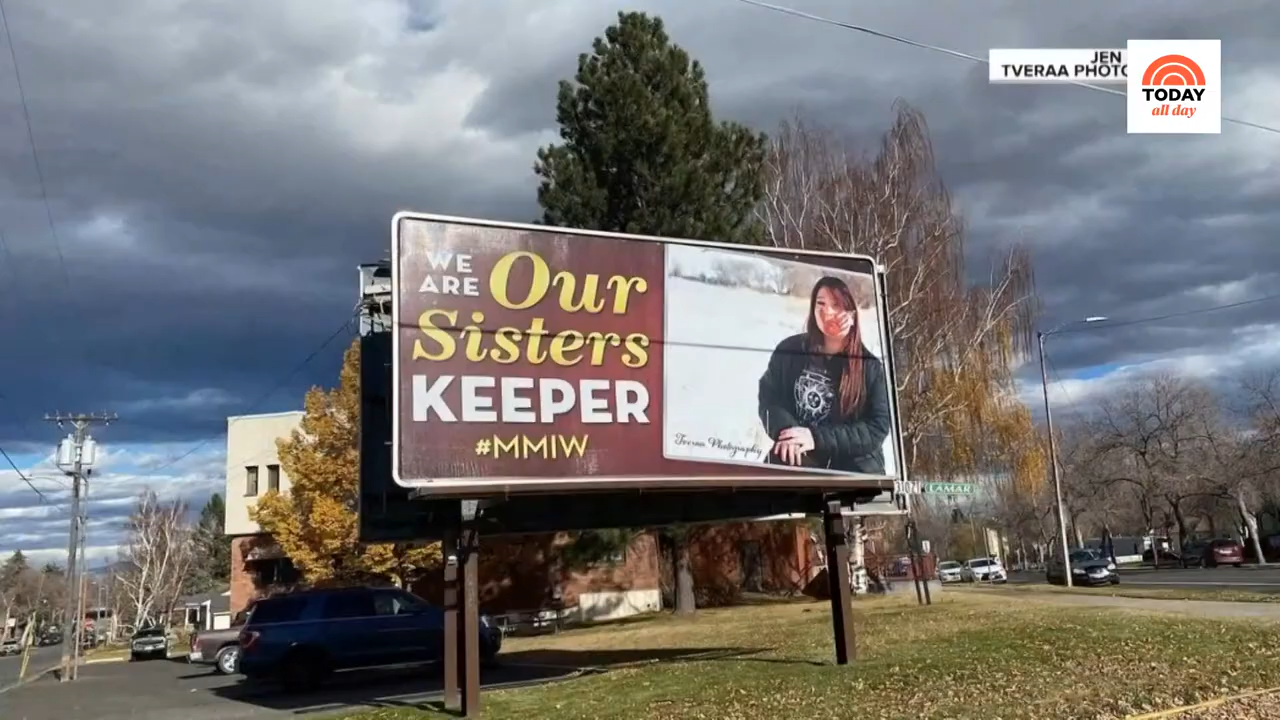 JEN
TVERAA PHOTO
TODAY
all day
WE
ARE
Our
Sisters
KEEPER
#MMIW
Tveraa Photography
LAMAR